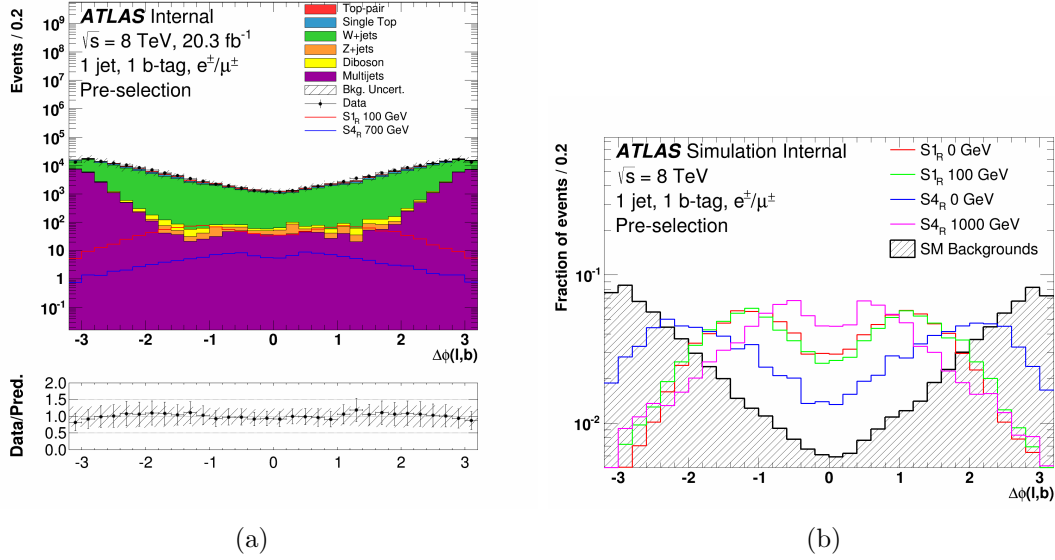 ATLAS Internal
√s = 8 TeV, 20.3 fb⁻¹
1 jet, 1 b-tag, e±/μ±
Pre-selection
Top-pair
Single Top
W+jets
Z+jets
Diboson
Multijets
Bkg. Uncert.
Data
S1R 100 GeV
S4R 700 GeV
Events / 0.2
10⁹
10⁸
10⁷
10⁶
10⁵
10⁴
10³
10²
10
1
10⁻¹
-3 -2 -1 0 1 2 3
Δϕ(l,b)
Data/Pred.
2.0
1.5
1.0
0.5
0.0
-3 -2 -1 0 1 2 3
(a)
ATLAS Simulation Internal
√s = 8 TeV
1 jet, 1 b-tag, e±/μ±
Pre-selection
S1R 0 GeV
S1R 100 GeV
S4R 0 GeV
S4R 1000 GeV
SM Backgrounds
Fraction of events / 0.2
10⁻¹
10⁻²
-3 -2 -1 0 1 2 3
Δϕ(l,b)
(b)